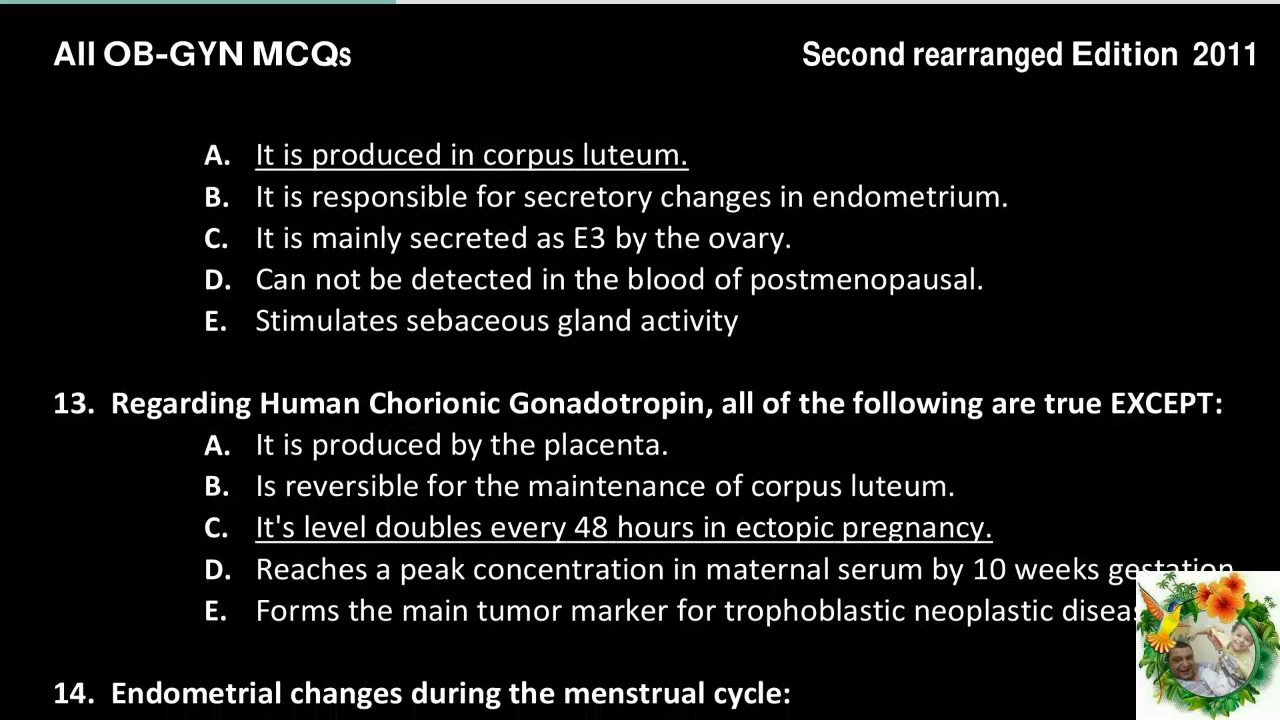 All OB-GYN MCQs
Second rearranged Edition 2011
A. It is produced in corpus luteum.
B. It is responsible for secretory changes in endometrium.
C. It is mainly secreted as E3 by the ovary.
D. Can not be detected in the blood of postmenopausal.
E. Stimulates sebaceous gland activity
13. Regarding Human Chorionic Gonadotropin, all of the following are true EXCEPT:
A. It is produced by the placenta.
B. Is reversible for the maintenance of corpus luteum.
C. It's level doubles every 48 hours in ectopic pregnancy.
D. Reaches a peak concentration in maternal serum by 10 weeks gestation
E. Forms the main tumor marker for trophoblastic neoplastic
14. Endometrial changes during the menstrual cycle: